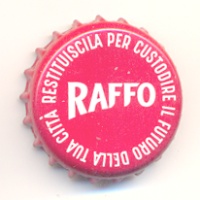 RESTITUISCILA PER CUSTODIRE IL FUTURO DELLA TUA CITTÀ
RAFFO